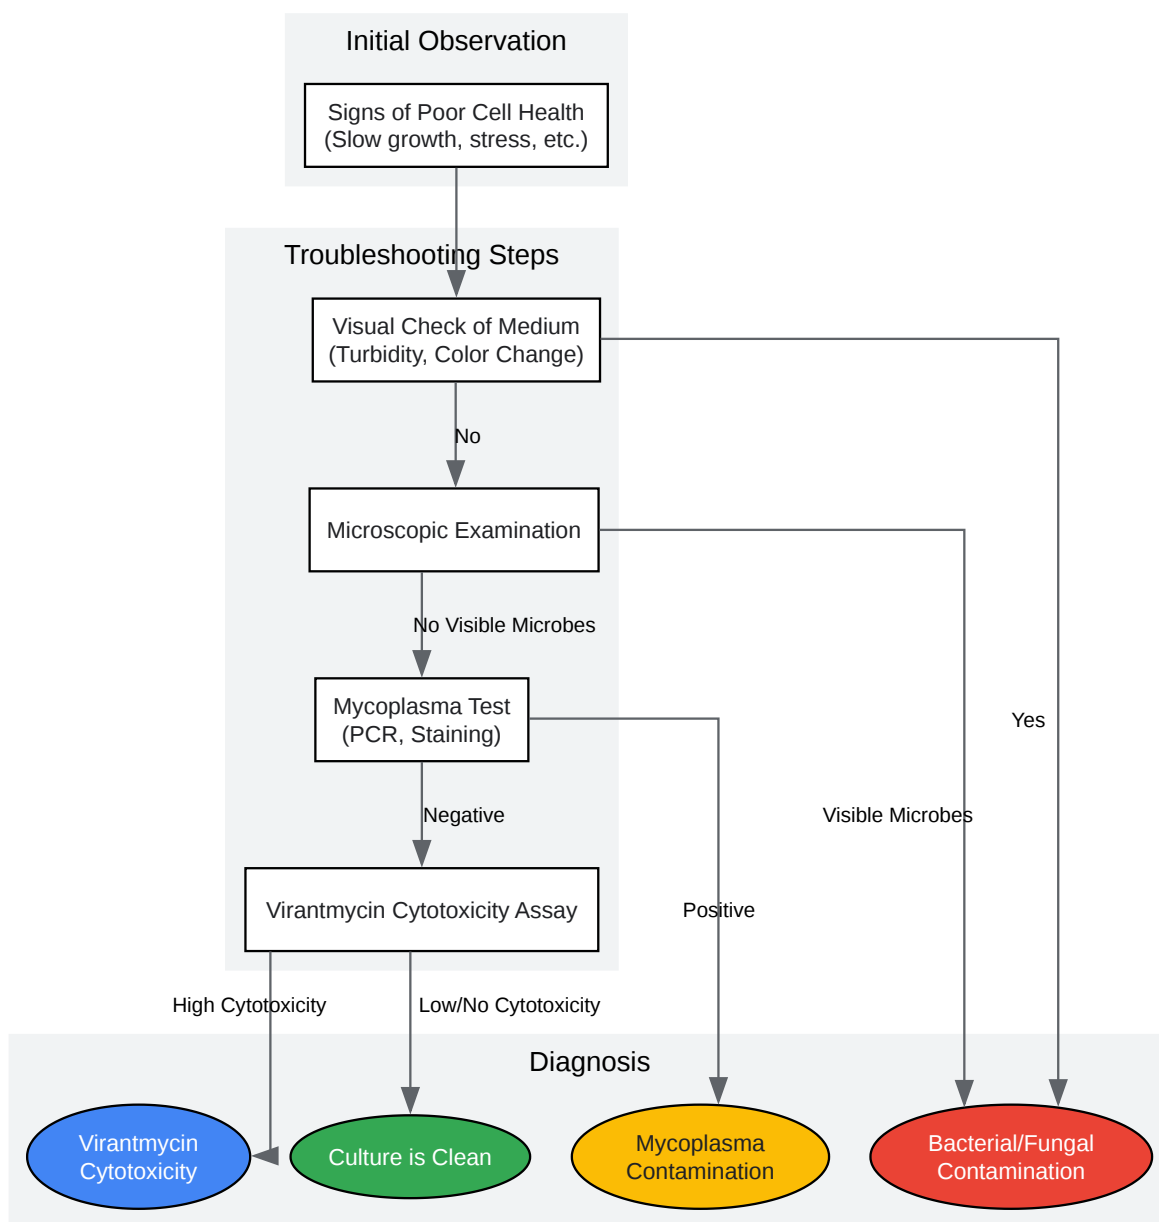 Initial Observation
Signs of Poor Cell Health
(Slow growth, stress, etc.)
Troubleshooting Steps
Visual Check of Medium
(Turbidity, Color Change)
No
Microscopic Examination
No Visible Microbes
Mycoplasma Test
(PCR, Staining)
Yes
Negative
Visible Microbes
Virantmycin Cytotoxicity Assay
Positive
High Cytotoxicity
Low/No Cytotoxicity
Diagnosis
Virantmycin
Cytotoxicity
Culture is Clean
Mycoplasma
Contamination
Bacterial/Fungal
Contamination